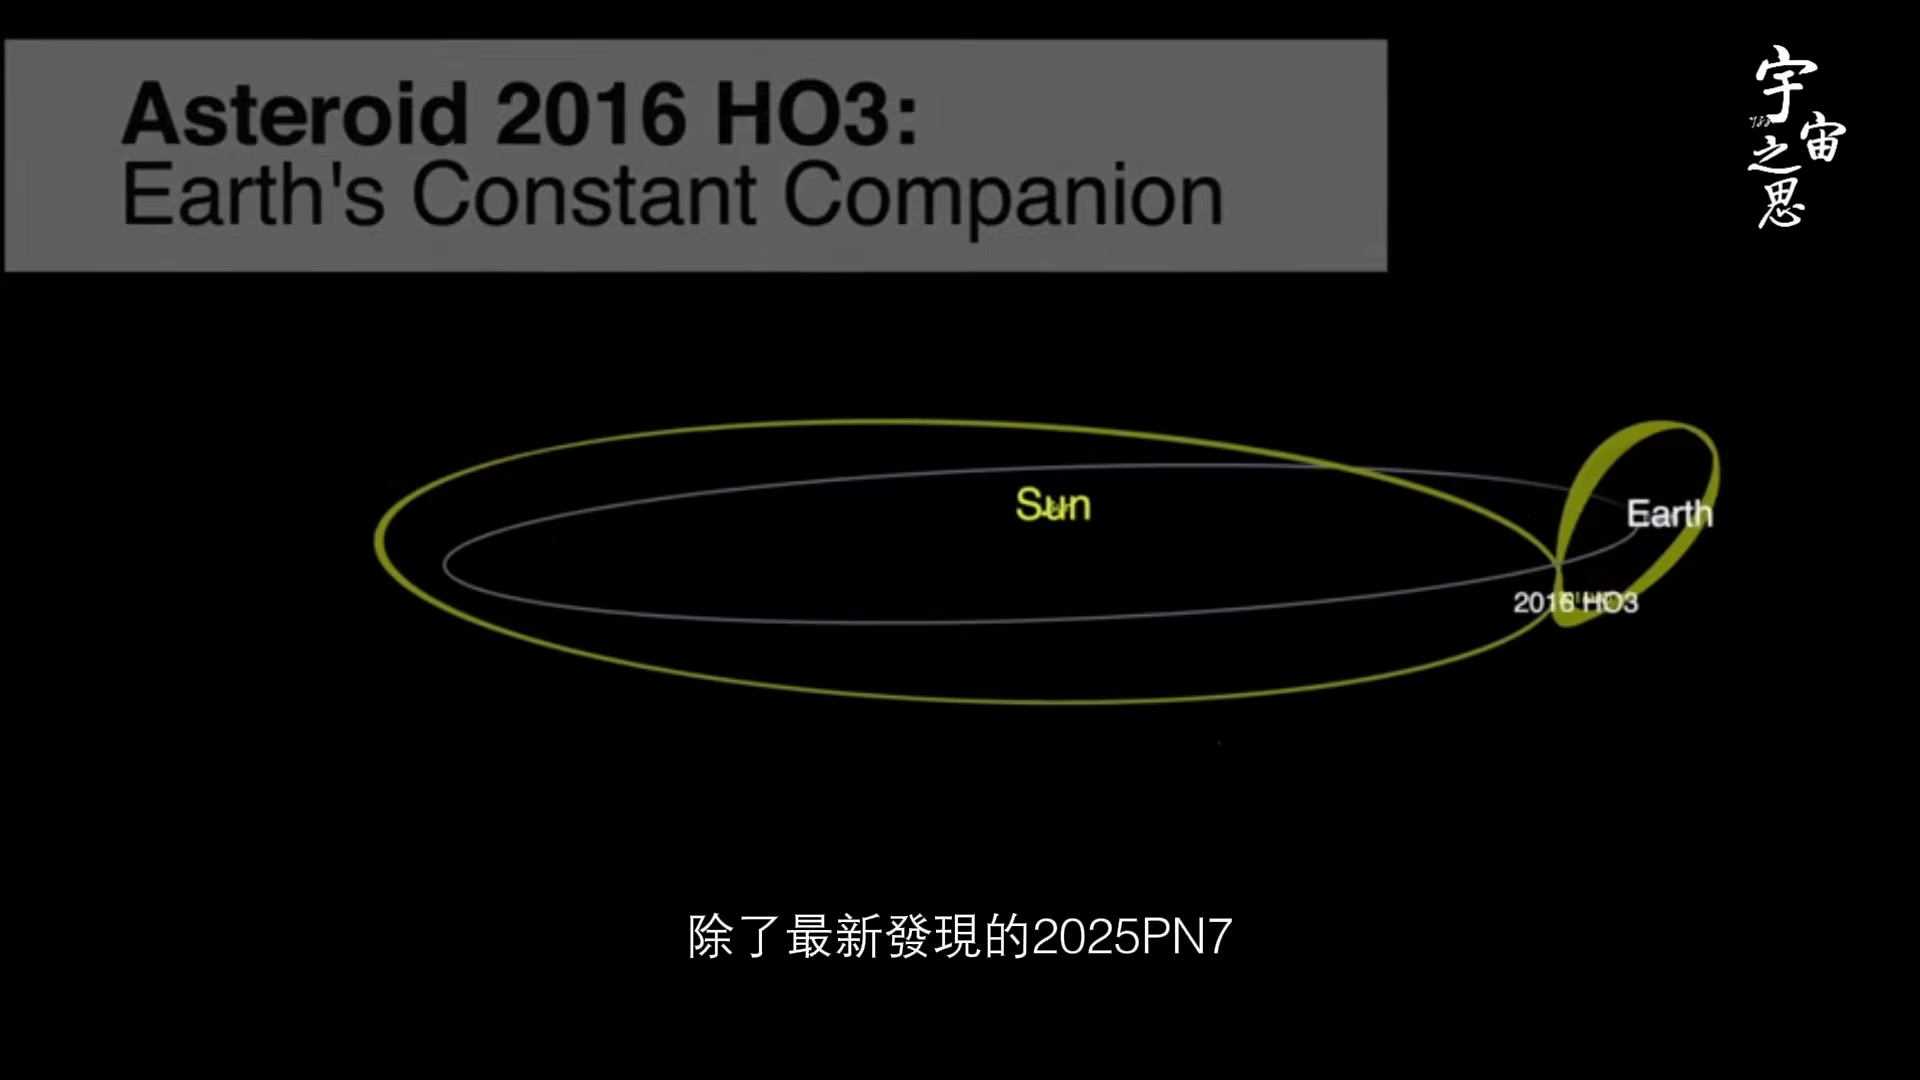 Asteroid 2016 HO3:
Earth's Constant Companion
宇宙之思
Sun
Earth
2016 HO3
除了最新發現的2025PN7